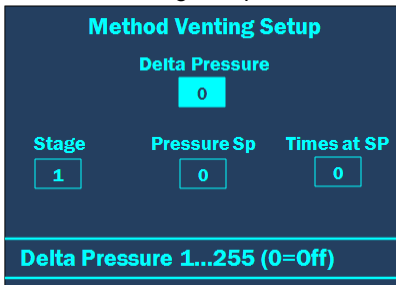 Method Venting Setup
Delta Pressure
0
Stage Pressure Sp Times at SP
1 0 0
Delta Pressure 1...255 (0=Off)